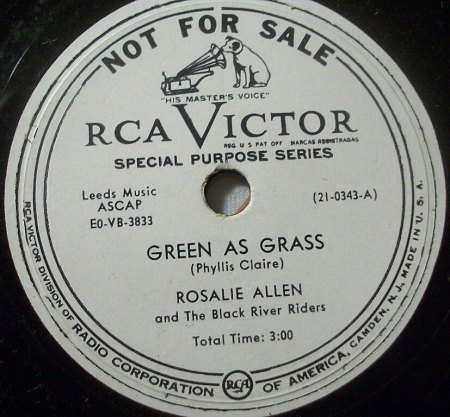 NOT FOR SALE
"HIS MASTER'S VOICE"
RCA VICTOR
REG. U S PAT OFF MARCAS REGISTRADAS
SPECIAL PURPOSE SERIES
Leeds Music
ASCAP
E0-VB-3833
(21-0343-A)
GREEN AS GRASS
(Phyllis Claire)
ROSALIE ALLEN
and The Black River Riders
Total Time: 3:00
RCA VICTOR DIVISION OF RADIO CORPORATION OF AMERICA, CAMDEN, N. J., MADE IN U. S. A.
RCA